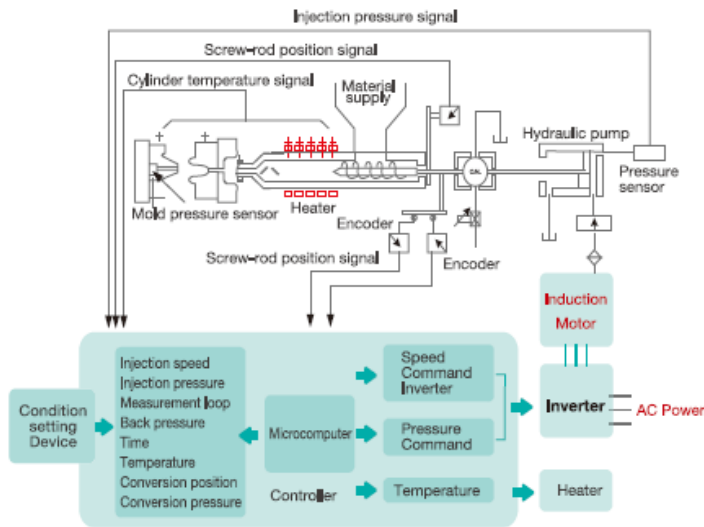 Injection pressure signal
Screw-rod position signal
Cylinder temperature signal
Material
supply
Hydraulic pump
Pressure
sensor
OAL
Mold pressure sensor
Heater
Encoder
Screw-rod position signal
Encoder
Induction
Motor
Condition
setting
Device
Injection speed
Injection pressure
Measurement loop
Back pressure
Time
Temperature
Conversion position
Conversion pressure
Microcomputer
Controller
Speed
Command
Inverter
Pressure
Command
Temperature
Inverter
AC Power
Heater